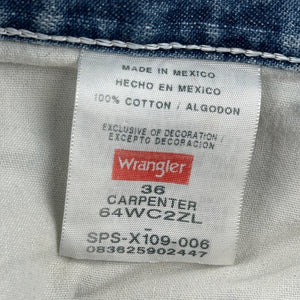 MADE IN MEXICO
HECHO EN MEXICO
100% COTTON / ALGODON
EXCLUSIVE OF DECORATION /
EXCEPTO DECORACION
Wrangler
36
CARPENTER
64WC2ZL
-
SPS-X109-006
083625902447